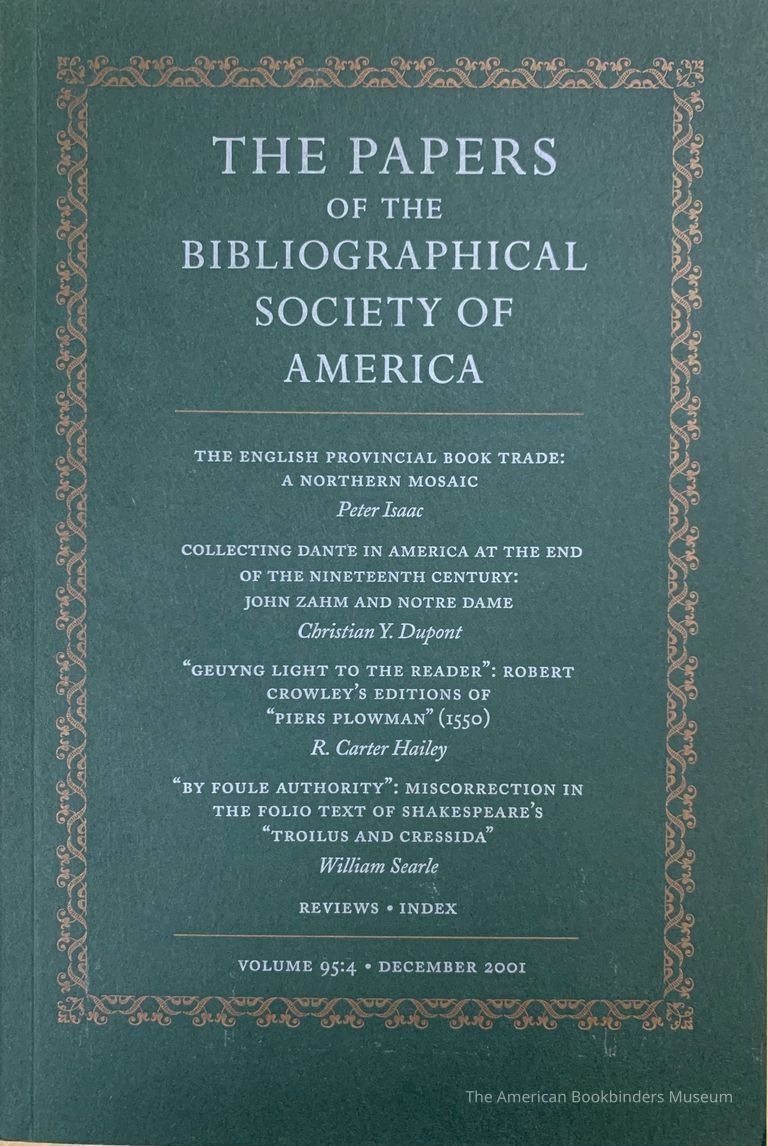 THE PAPERS
OF THE
BIBLIOGRAPHICAL
SOCIETY OF
AMERICA
THE ENGLISH PROVINCIAL BOOK TRADE:
A NORTHERN MOSAIC
Peter Isaac
COLLECTING DANTE IN AMERICA AT THE END
OF THE NINETEENTH CENTURY:
JOHN ZAHM AND NOTRE DAME
Christian Y. Dupont
“GEUYNG LIGHT TO THE READER”: ROBERT
CROWLEY’S EDITIONS OF
“PIERS PLOWMAN” (1550)
R. Carter Hailey
“BY FOULE AUTHORITY”: MISCORRECTION IN
THE FOLIO TEXT OF SHAKESPEARE’S
“TROILUS AND CRESSIDA”
William Searle
REVIEWS • INDEX
VOLUME 95:4 • DECEMBER 2001
The American Bookbinders Museum